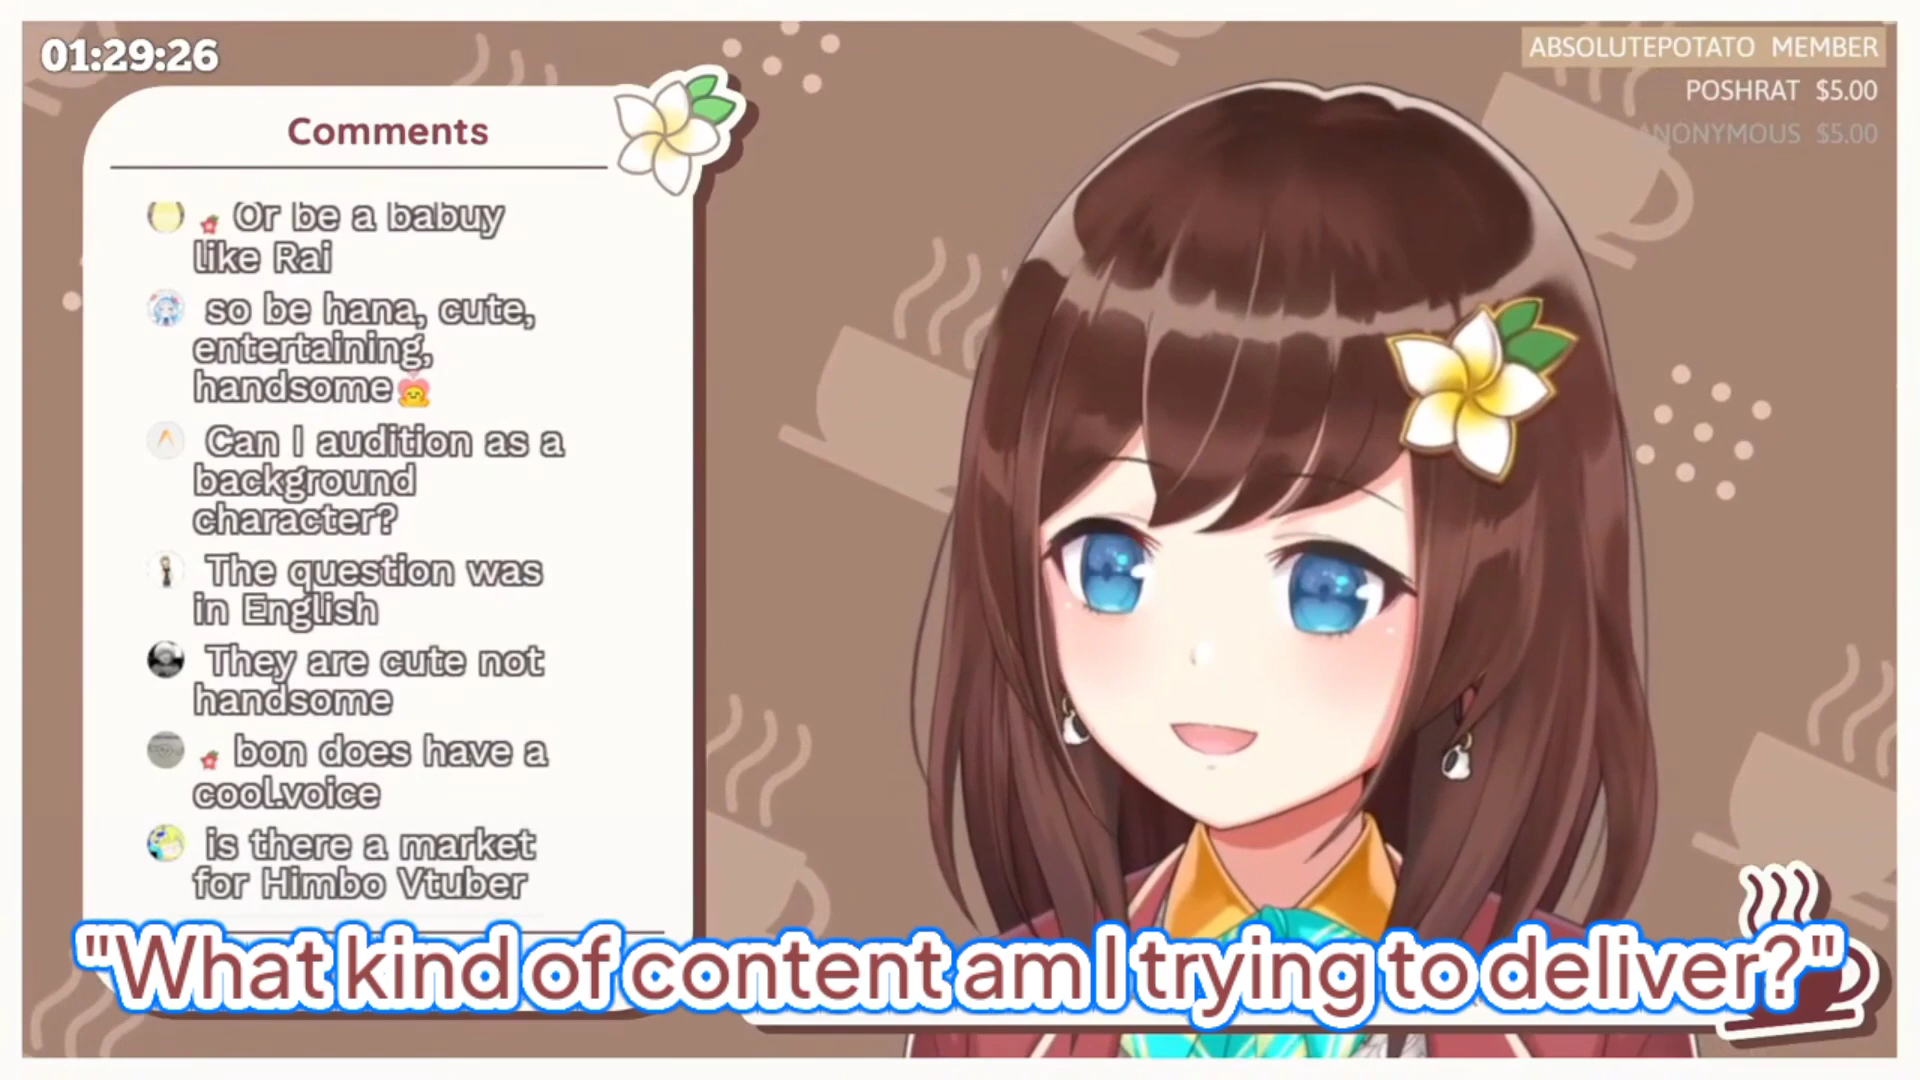 01:29:26
ABSOLUTEPOTATO MEMBER
POSHRAT $5.00
ANONYMOUS $5.00
Comments
Or be a babuy
like Rai
so be hana, cute,
entertaining,
handsome
Can I audition as a
background
character?
The question was
in English
They are cute not
handsome
bon does have a
cool.voice
is there a market
for Himbo Vtuber
"What kind of content am I trying to deliver?"